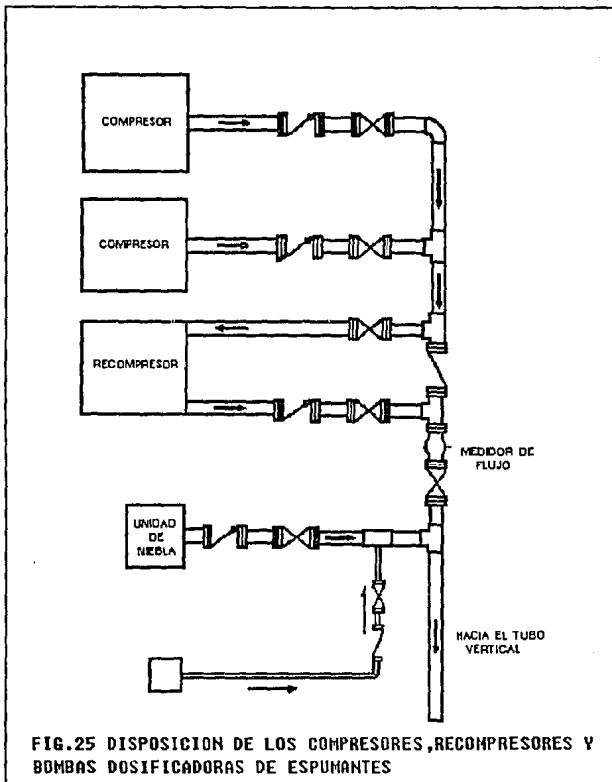 COMPRESOR
COMPRESOR
RECOMPRESOR
MEDIDOR DE
FLUJO
UNIDAD
DE
NIEBLA
HACIA EL TUBO
VERTICAL
FIG.25 DISPOSICION DE LOS COMPRESORES,RECOMPRESORES Y
BOMBAS DOSIFICADORAS DE ESPUMANTES